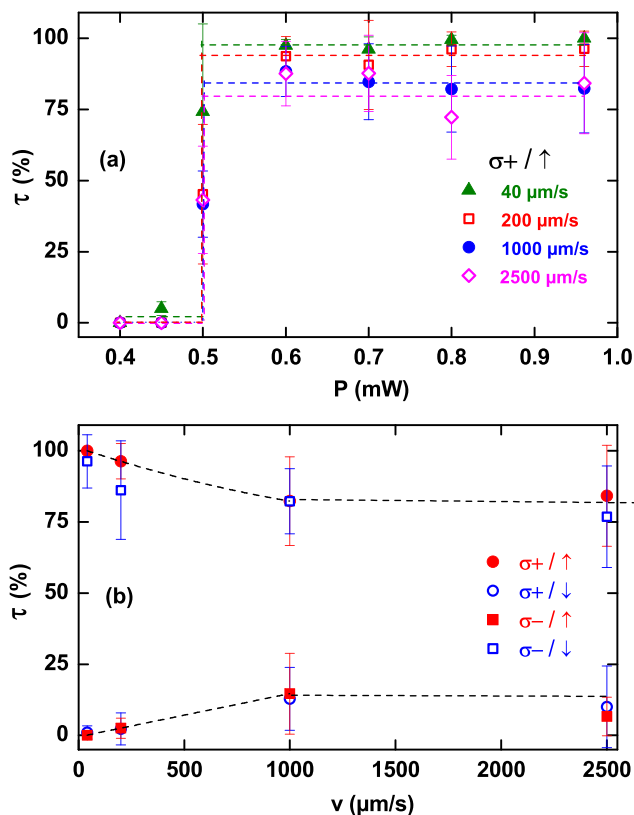 100
75
50
25
0
τ (%)
(a)
σ+ / ↑
40 μm/s
200 μm/s
1000 μm/s
2500 μm/s
0.4 0.5 0.6 0.7 0.8 0.9 1.0
P (mW)
100
75
50
25
0
τ (%)
(b)
σ+ / ↑
σ+ / ↓
σ− / ↑
σ− / ↓
0 500 1000 1500 2000 2500
v (μm/s)